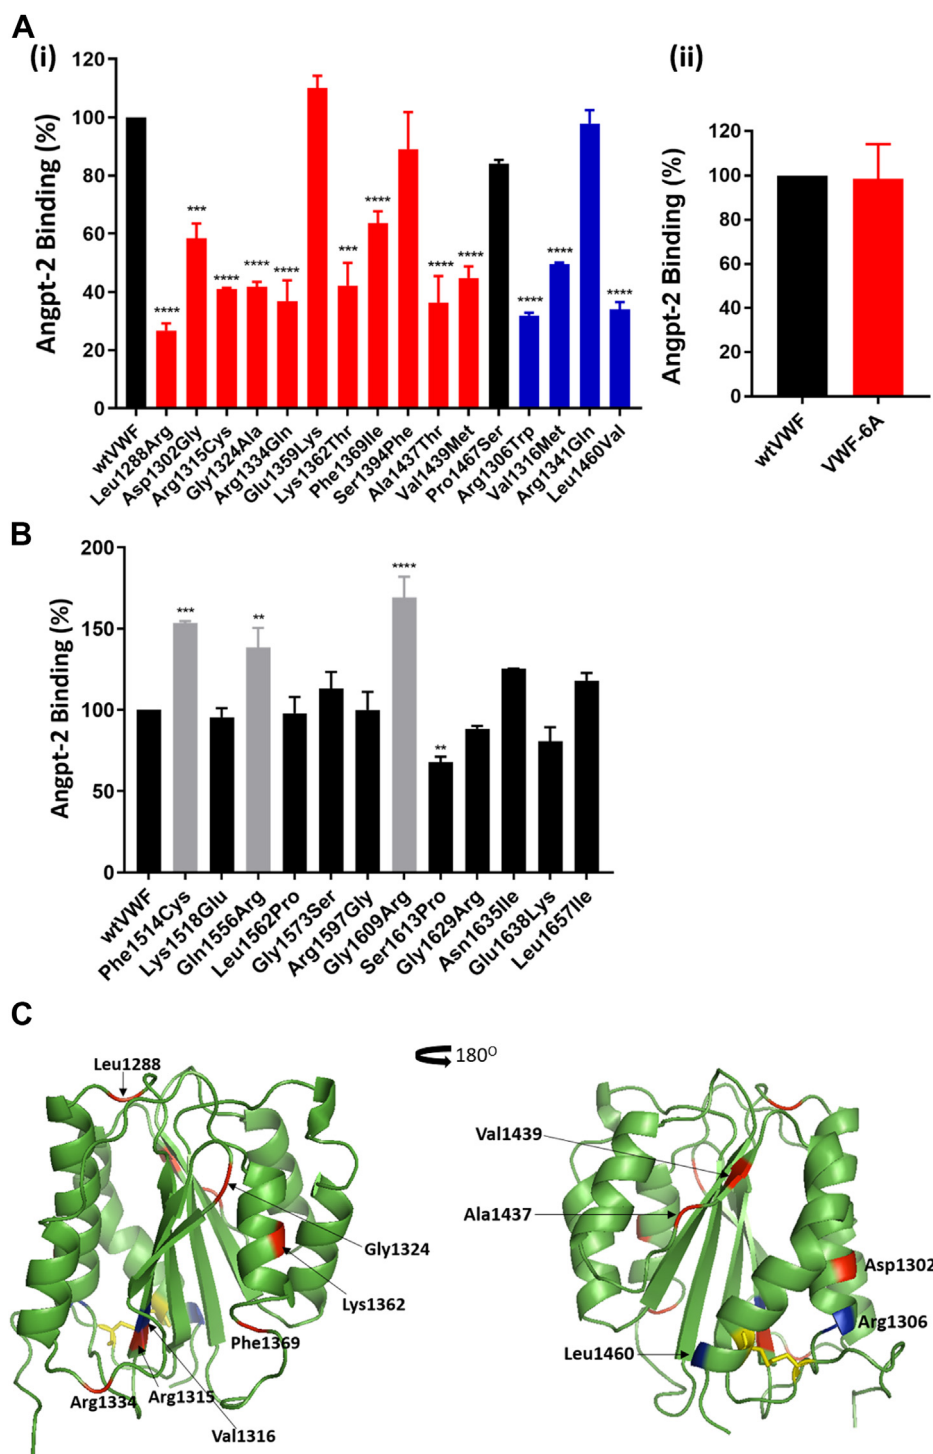 A
(i)
Angpt-2 Binding (%)
120
100
80
60
40
20
0
****
***
****
****
****
***
****
****
****
****
****
****
wtVWF
Leu1288Arg
Asp1302Gly
Arg1315Cys
Gly1324Ala
Arg1334Gln
Glu1359Lys
Lys1362Thr
Phe1369Ile
Ser1394Phe
Ala1437Thr
Val1439Met
Pro1467Ser
Arg1306Trp
Val1316Met
Arg1341Gln
Leu1460Val
(ii)
Angpt-2 Binding (%)
120
100
80
60
40
20
0
wtVWF
VWF-6A
B
Angpt-2 Binding (%)
200
150
100
50
0
***
**
****
**
wtVWF
Phe1514Cys
Lys1518Glu
Gln1556Arg
Leu1562Pro
Gly1573Ser
Arg1597Gly
Gly1609Arg
Ser1613Pro
Gly1629Arg
Asn1635Ile
Glu1638Lys
Leu1657Ile
C
180O
Leu1288
Gly1324
Lys1362
Phe1369
Arg1334
Arg1315
Val1316
Val1439
Ala1437
Asp1302
Arg1306
Leu1460